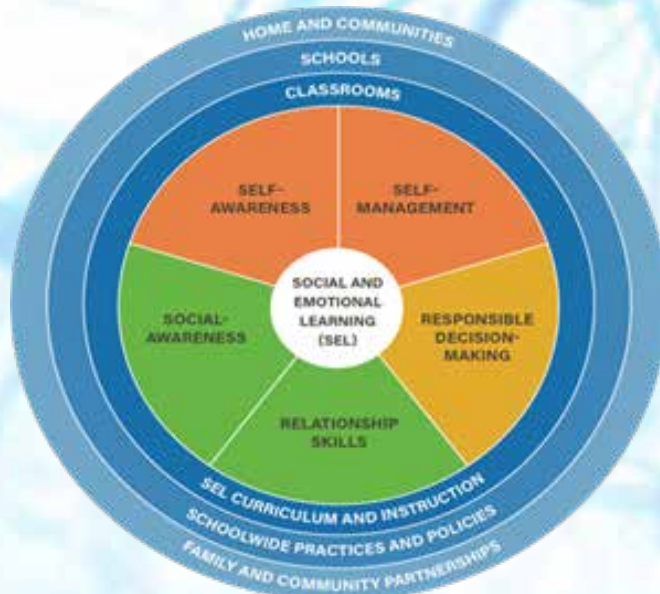 HOME AND COMMUNITIES
SCHOOLS
CLASSROOMS
SELF-
AWARENESS
SELF-
MANAGEMENT
SOCIAL AND
EMOTIONAL
LEARNING
(SEL)
SOCIAL-
AWARENESS
RESPONSIBLE
DECISION-
MAKING
RELATIONSHIP
SKILLS
SEL CURRICULUM AND INSTRUCTION
SCHOOLWIDE PRACTICES AND POLICIES
FAMILY AND COMMUNITY PARTNERSHIPS